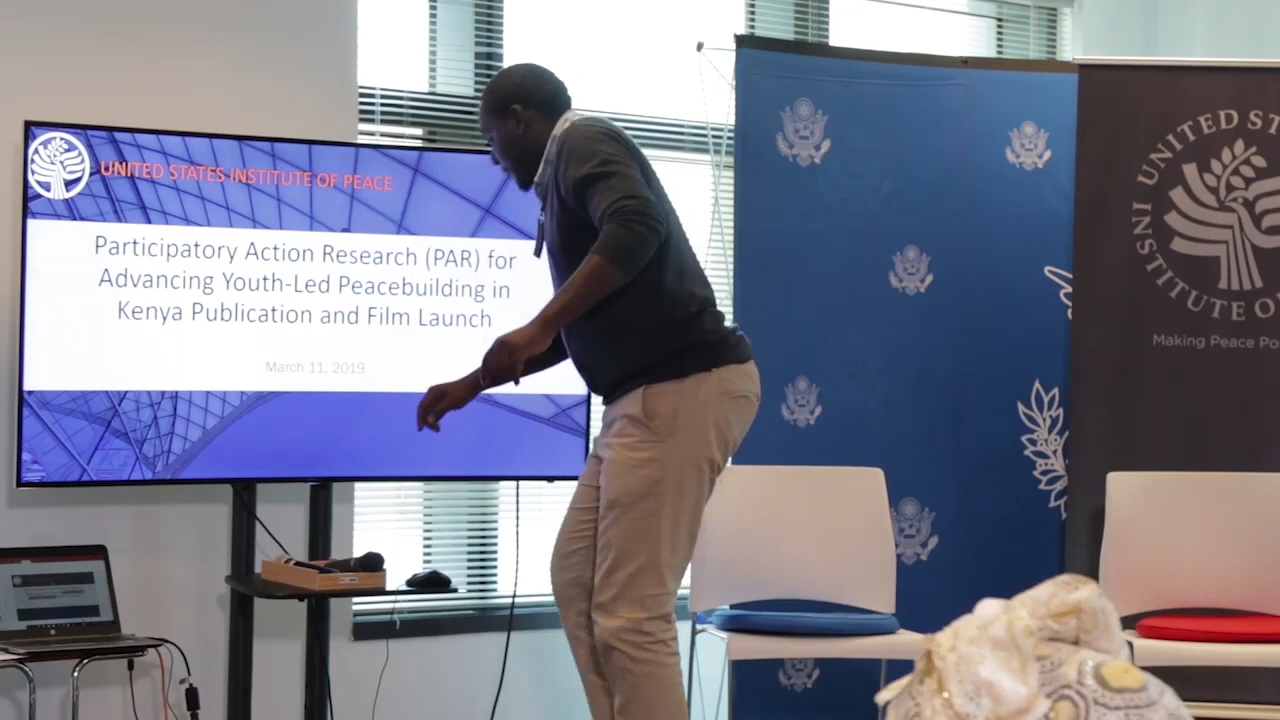 UNITED STATES INSTITUTE OF PEACE
Participatory Action Research (PAR) for
Advancing Youth-Led Peacebuilding in
Kenya Publication and Film Launch
March 11, 2019
UNITED
INSTITUTE O
Making Peace Po